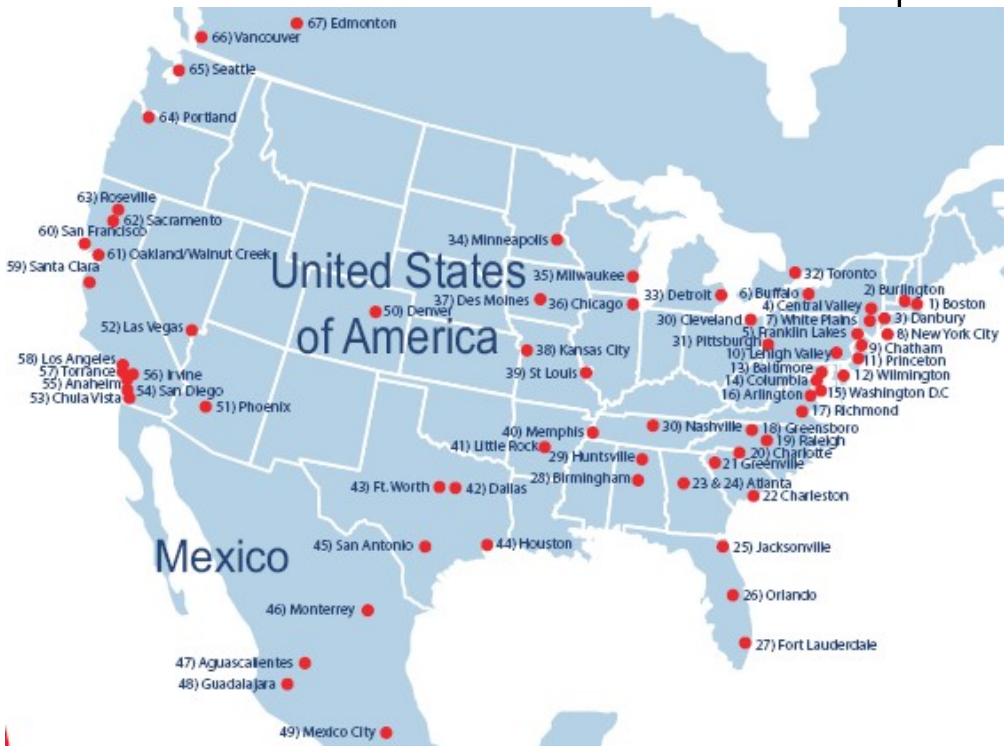 67) Edmonton
66) Vancouver
65) Seattle
64) Portland
63) Roseville
62) Sacramento
60) San Francisco
61) Oakland/Walnut Creek
59) Santa Clara
United States
of America
34) Minneapolis
35) Milwaukee
37) Des Moines
36) Chicago
50) Denver
52) Las Vegas
38) Kansas City
39) St Louis
58) Los Angeles
57) Torrance
56) Irvine
55) Anaheim
54) San Diego
53) Chula Vista
51) Phoenix
32) Toronto
33) Detroit
6) Buffalo
2) Burlington
1) Boston
4) Central Valley
3) Danbury
30) Cleveland
7) White Plains
5) Franklin Lakes
8) New York City
31) Pittsburgh
9) Chatham
10) Lehigh Valley
11) Princeton
13) Baltimore
12) Wilmington
14) Columbia
15) Washington D.C
16) Arlington
17) Richmond
40) Memphis
30) Nashville
18) Greensboro
19) Raleigh
41) Little Rock
29) Huntsville
20) Charlotte
21 Greenville
28) Birmingham
23 & 24) Atlanta
22 Charleston
43) Ft. Worth
42) Dallas
45) San Antonio
44) Houston
25) Jacksonville
Mexico
26) Orlando
46) Monterrey
27) Fort Lauderdale
47) Aguascalientes
48) Guadalajara
49) Mexico City